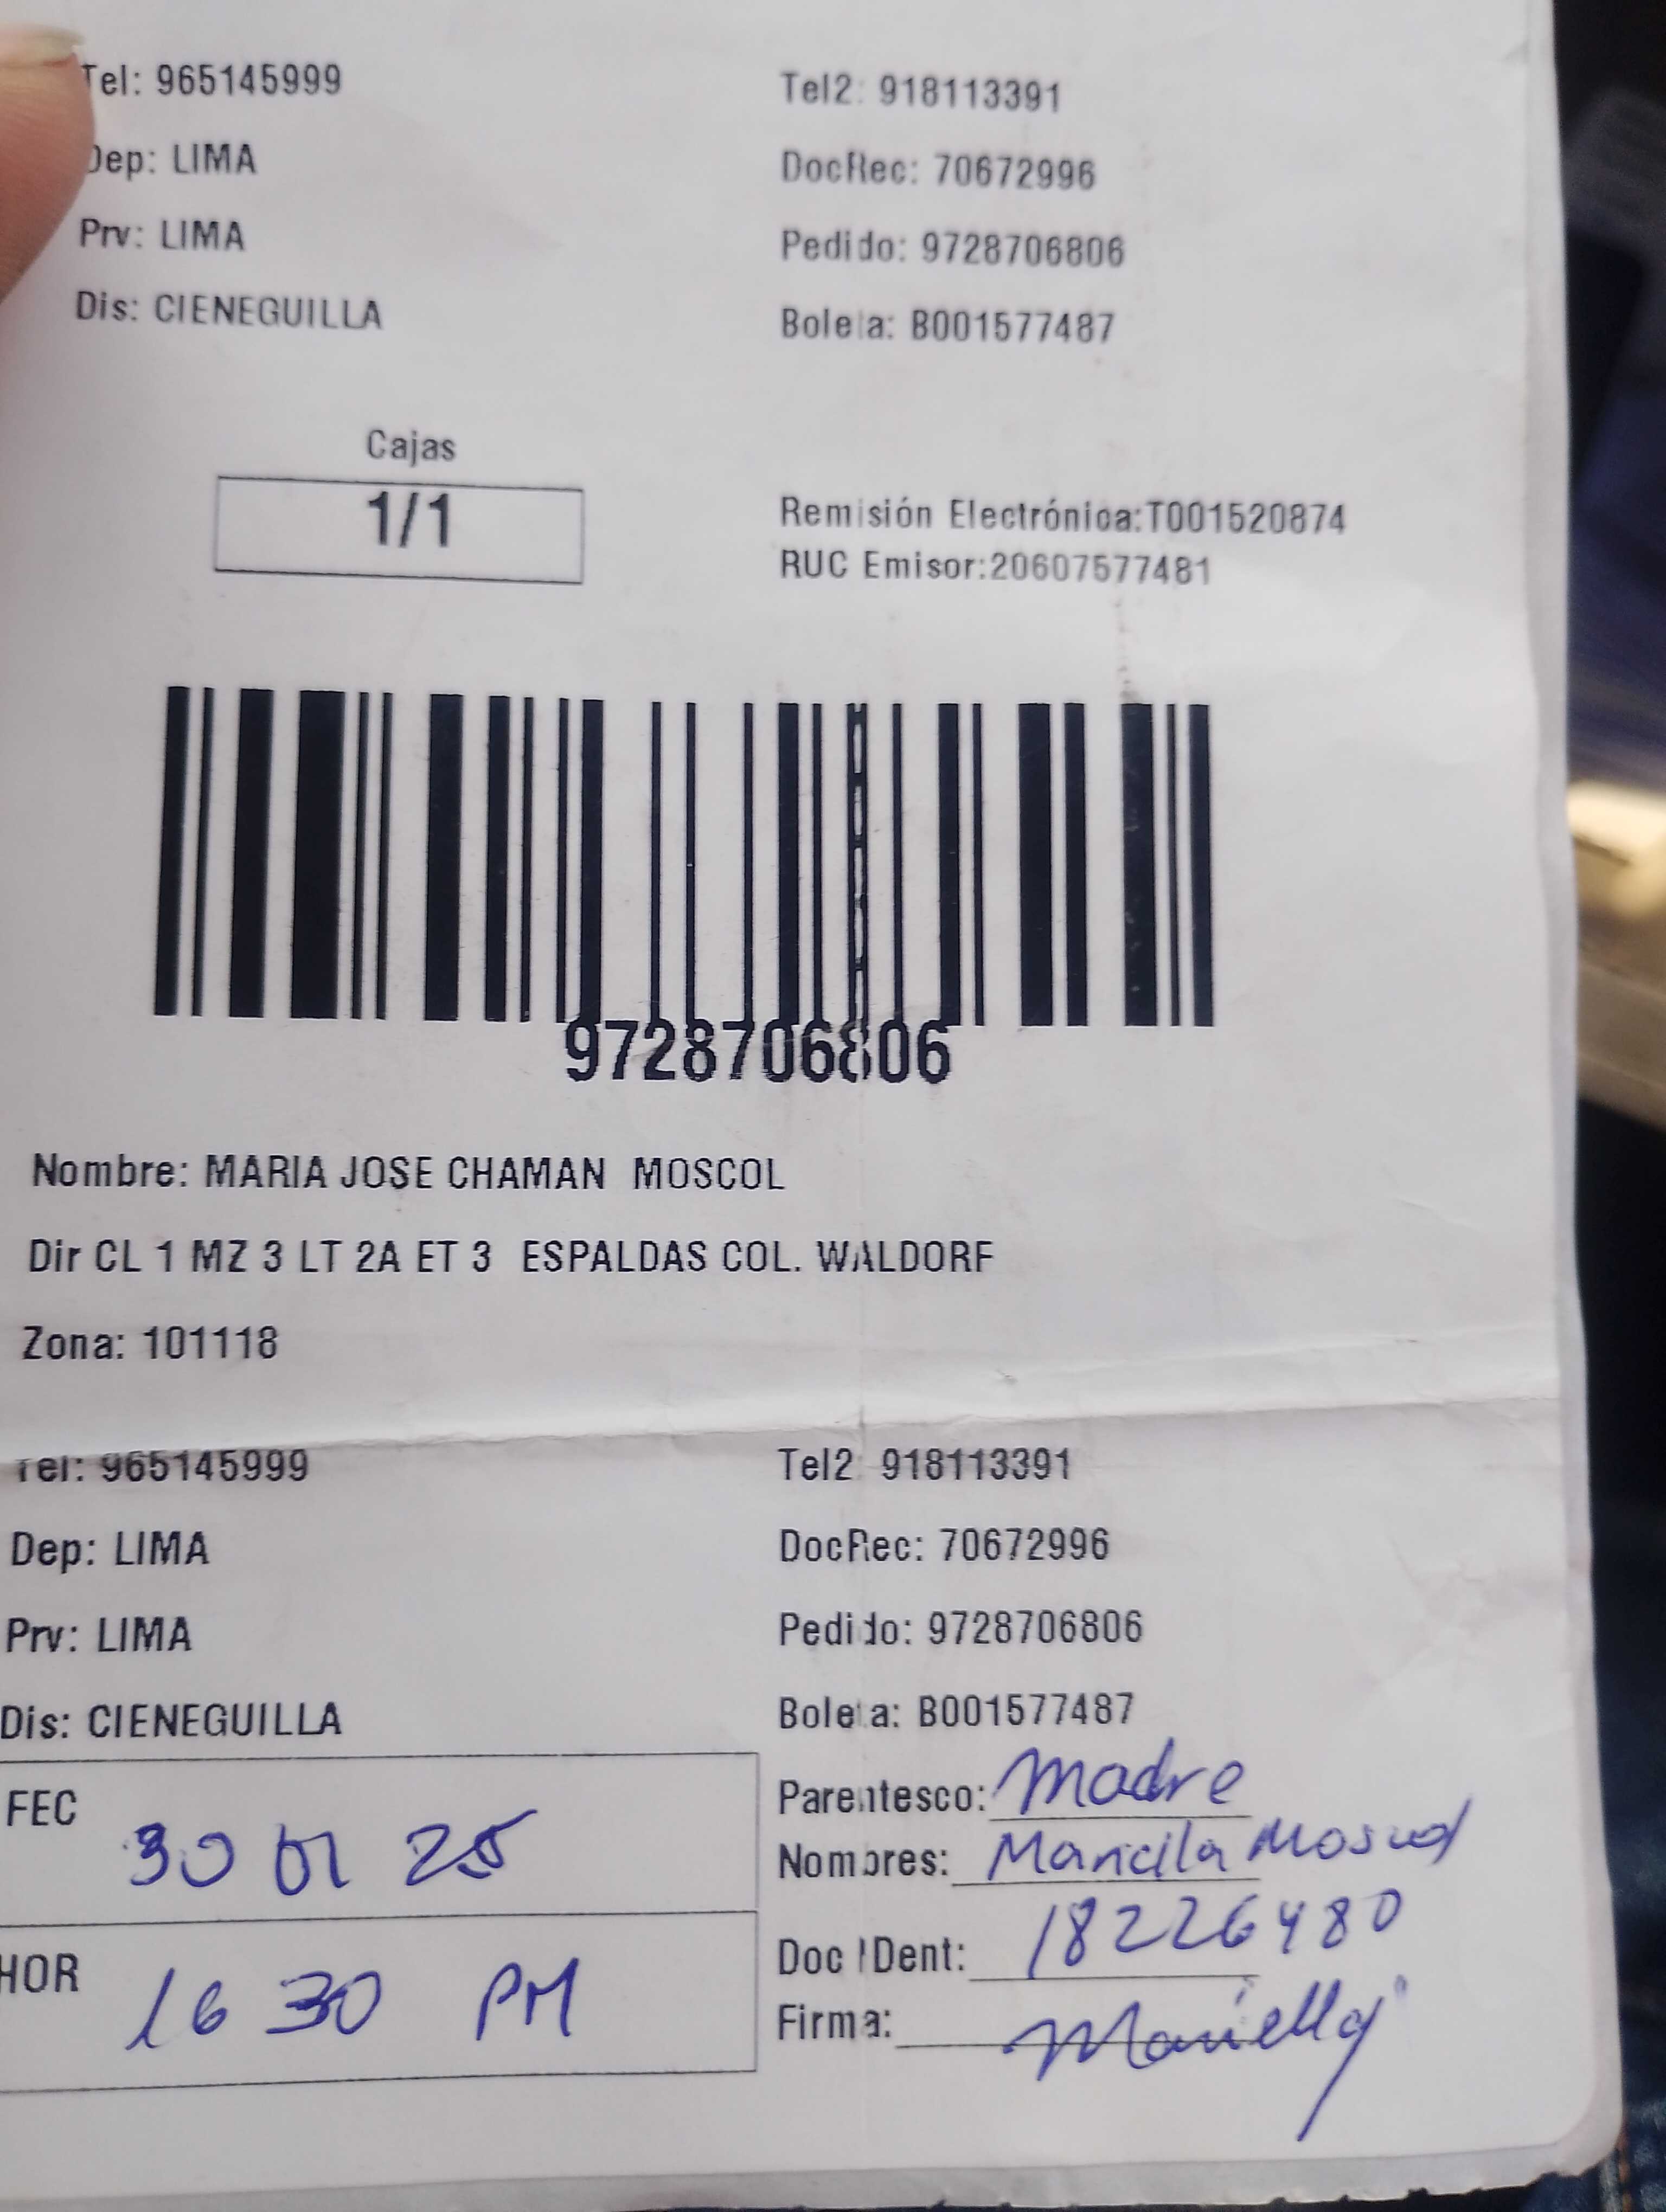 Tel: 965145999 Tel2: 918113391
Dep: LIMA DocRec: 70672996
Prv: LIMA Pedido: 9728706806
Dis: CIENEGUILLA Boleta: B001577487
Cajas
1/1
Remisión Electrónica:T001520874
RUC Emisor:20607577481
9728706806
Nombre: MARIA JOSE CHAMAN MOSCOL
Dir CL 1 MZ 3 LT 2A ET 3 ESPALDAS COL. WALDORF
Zona: 101118
Tel: 965145999 Tel2 918113391
Dep: LIMA DocRec: 70672996
Prv: LIMA Pedido: 9728706806
Dis: CIENEGUILLA Boleta: B001577487
FEC 30 01 25
Parentesco: Madre
Nombres: Moscol
HOR 16 30 PM
Doc IDent: 18226480
Firma: